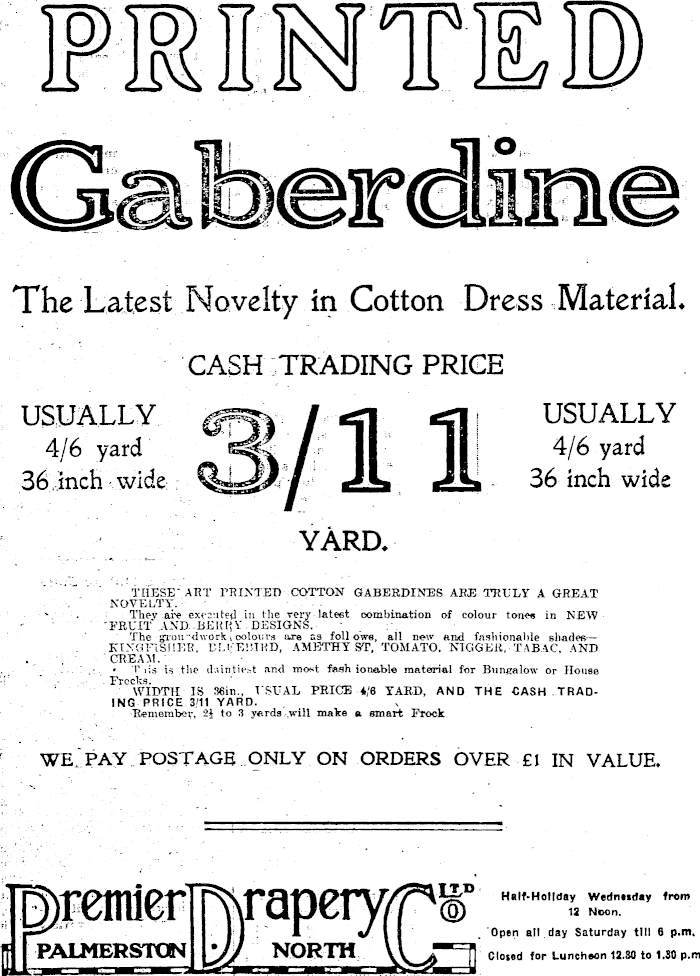 PRINTED
Gaberdine
The Latest Novelty in Cotton Dress Material.
CASH TRADING PRICE
USUALLY
4/6 yard
36 inch wide
3/11
USUALLY
4/6 yard
36 inch wide
YARD.
THESE ART PRINTED COTTON GABERDINES ARE TRULY A GREAT
NOVELTY.
They are executed in the very latest combination of colour tones in NEW
FRUIT AND BERRY DESIGNS.
The groundwork colours are as follows, all new and fashionable shades—
KINGFISHER, BLUEBIRD, AMETHYST, TOMATO, NIGGER, TABAC, AND
CREAM.
This is the daintiest and most fashionable material for Bungalow or House
Frocks.
WIDTH IS 36in., USUAL PRICE 4/6 YARD, AND THE CASH TRAD-
ING PRICE 3/11 YARD.
Remember, 2½ to 3 yards will make a smart Frock
WE PAY POSTAGE ONLY ON ORDERS OVER £1 IN VALUE.
Premier Drapery Co LTD
PALMERSTON NORTH
Half-Holiday Wednesday from
12 Noon.
Open all day Saturday till 6 p.m.
Closed for Luncheon 12.30 to 1.30 p.m